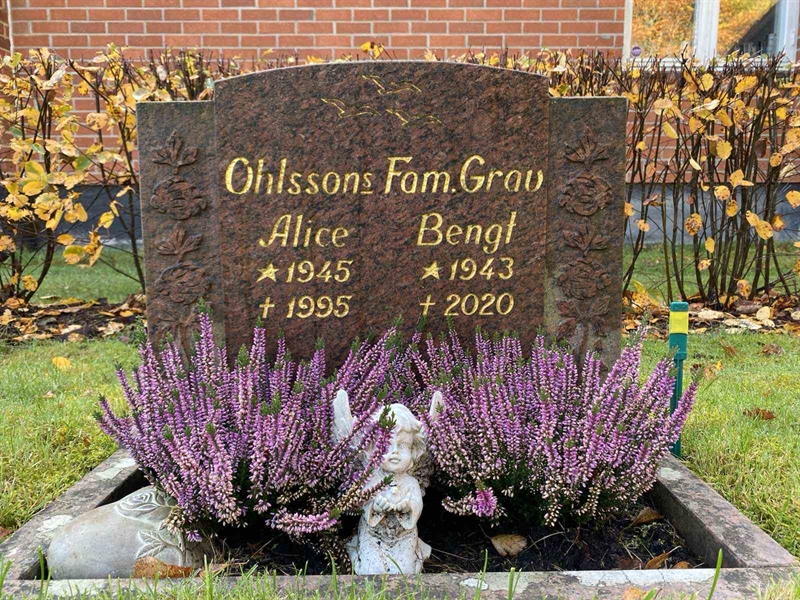 Ohlssons Fam. Grav
Alice Bengt
★ 1945 ★ 1943
† 1995 † 2020